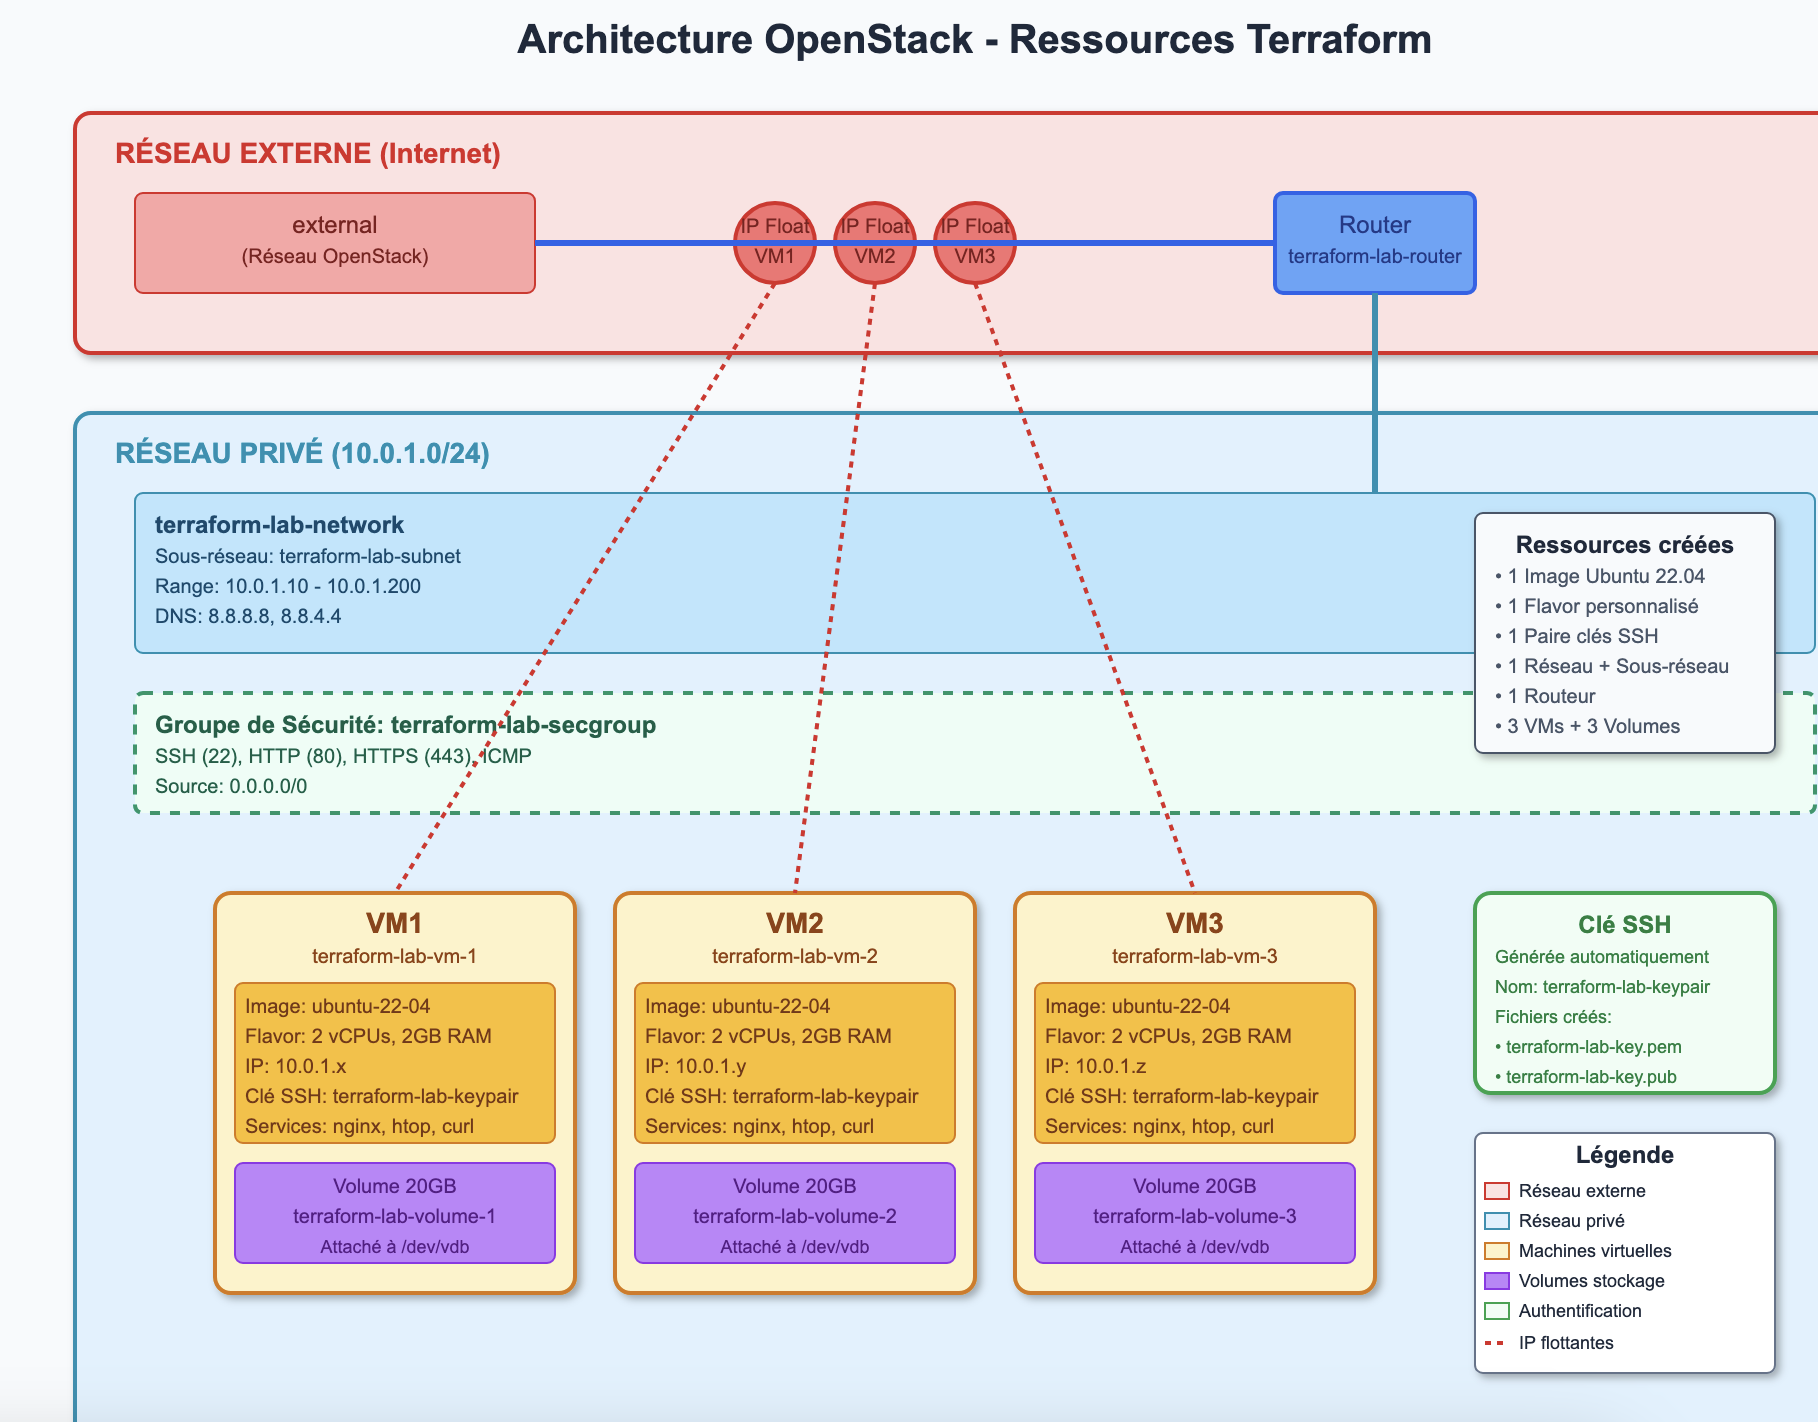 Architecture OpenStack - Ressources Terraform
RÉSEAU EXTERNE (Internet)
external
(Réseau OpenStack)
IP Float
VM1
IP Float
VM2
IP Float
VM3
Router
terraform-lab-router
RÉSEAU PRIVÉ (10.0.1.0/24)
terraform-lab-network
Sous-réseau: terraform-lab-subnet
Range: 10.0.1.10 - 10.0.1.200
DNS: 8.8.8.8, 8.8.4.4
Ressources créées
• 1 Image Ubuntu 22.04
• 1 Flavor personnalisé
• 1 Paire clés SSH
• 1 Réseau + Sous-réseau
• 1 Routeur
• 3 VMs + 3 Volumes
Groupe de Sécurité: terraform-lab-secgroup
SSH (22), HTTP (80), HTTPS (443), ICMP
Source: 0.0.0.0/0
VM1
terraform-lab-vm-1
Image: ubuntu-22-04
Flavor: 2 vCPUs, 2GB RAM
IP: 10.0.1.x
Clé SSH: terraform-lab-keypair
Services: nginx, htop, curl
Volume 20GB
terraform-lab-volume-1
Attaché à /dev/vdb
VM2
terraform-lab-vm-2
Image: ubuntu-22-04
Flavor: 2 vCPUs, 2GB RAM
IP: 10.0.1.y
Clé SSH: terraform-lab-keypair
Services: nginx, htop, curl
Volume 20GB
terraform-lab-volume-2
Attaché à /dev/vdb
VM3
terraform-lab-vm-3
Image: ubuntu-22-04
Flavor: 2 vCPUs, 2GB RAM
IP: 10.0.1.z
Clé SSH: terraform-lab-keypair
Services: nginx, htop, curl
Volume 20GB
terraform-lab-volume-3
Attaché à /dev/vdb
Clé SSH
Générée automatiquement
Nom: terraform-lab-keypair
Fichiers créés:
• terraform-lab-key.pem
• terraform-lab-key.pub
Légende
Réseau externe
Réseau privé
Machines virtuelles
Volumes stockage
Authentification
IP flottantes